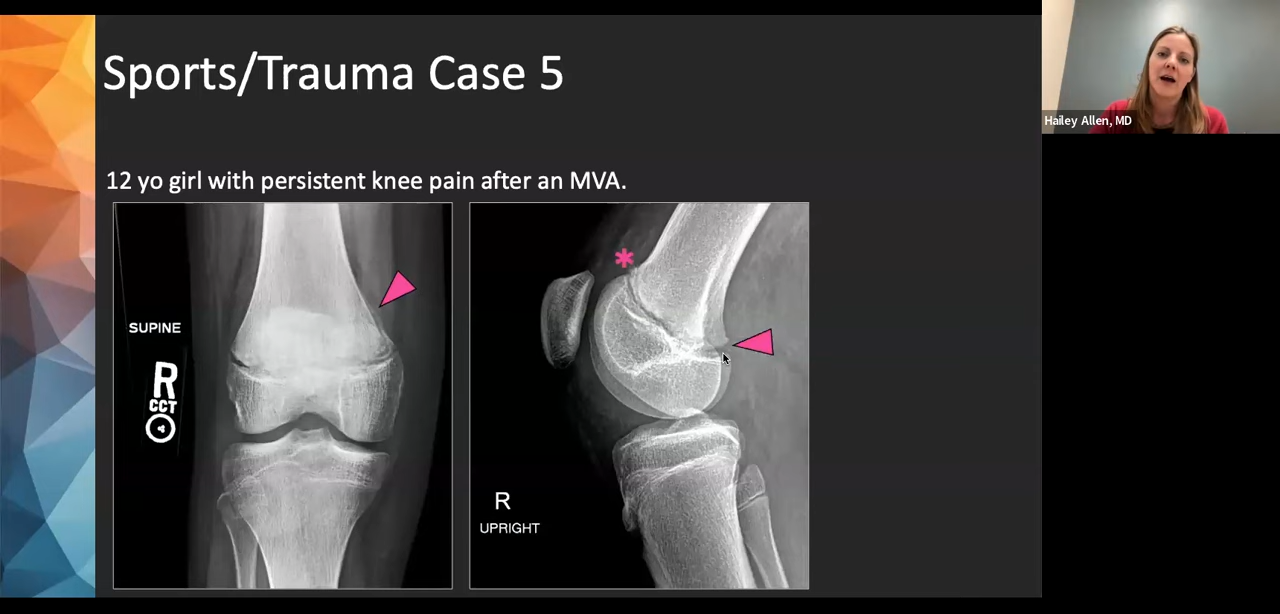 Sports/Trauma Case 5
Hailey Allen, MD
12 yo girl with persistent knee pain after an MVA.
SUPINE
R
CCT
R
UPRIGHT